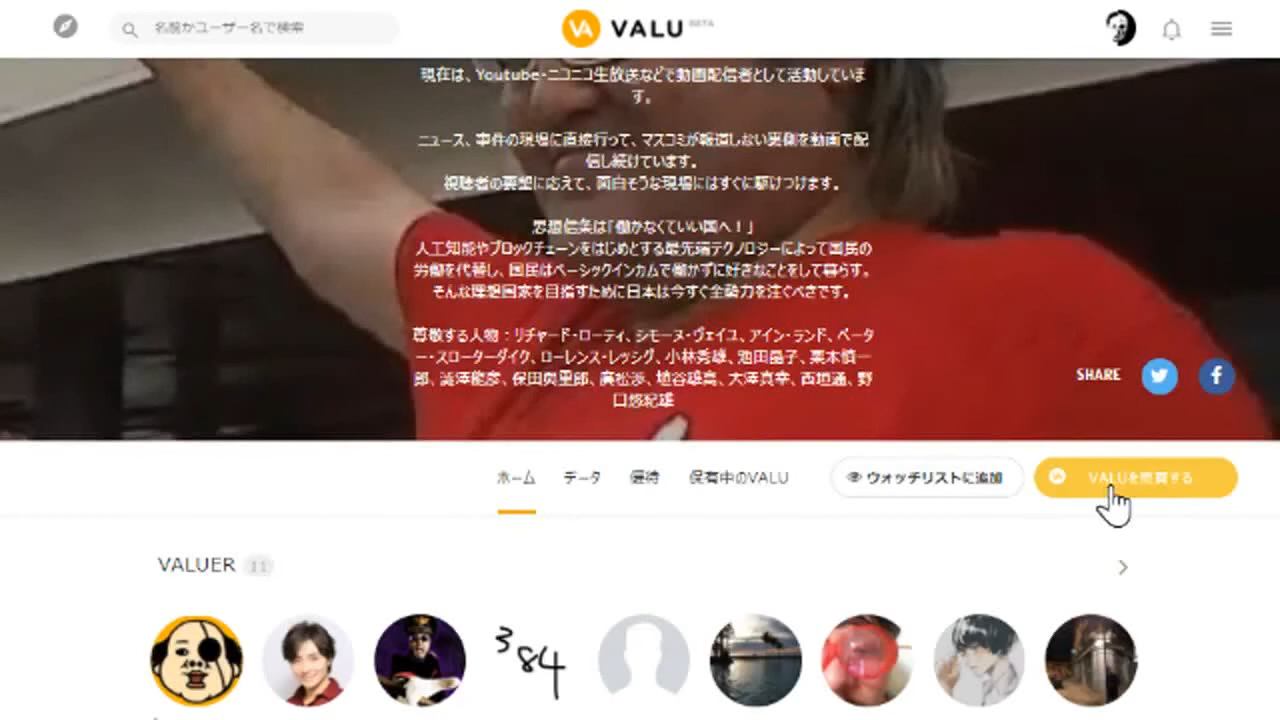 名前かユーザー名で検索
VA VALU BETA
現在は、Youtube・ニコニコ生放送などで動画配信者として活動していま
す。
ニュース、事件の現場に直接行って、マスコミが報道しない裏側を動画で配
信し続けています。
視聴者の要望に応えて、面白そうな現場にはすぐに駆けつけます。
思想信条は「働かなくていい国へ！」
人工知能やブロックチェーンをはじめとする最先端テクノロジーによって国民の
労働を代替し、国民はベーシックインカムで働かずに好きなことをして暮らす。
そんな理想国家を目指すために日本は今すぐ全勢力を注ぐべきです。
尊敬する人物：リチャード・ローティ、シモーヌ・ヴェイユ、アイン・ランド、ペータ
ー・スローターダイク、ローレンス・レッシグ、小林秀雄、池田晶子、栗本慎一
郎、澁澤龍彦、保田與重郎、廣松渉、埴谷雄高、大澤真幸、西垣通、野
口悠紀雄
SHARE
ホーム データ 優待 保有中のVALU ウォッチリストに追加 VALUを売買する
VALUER 11
384